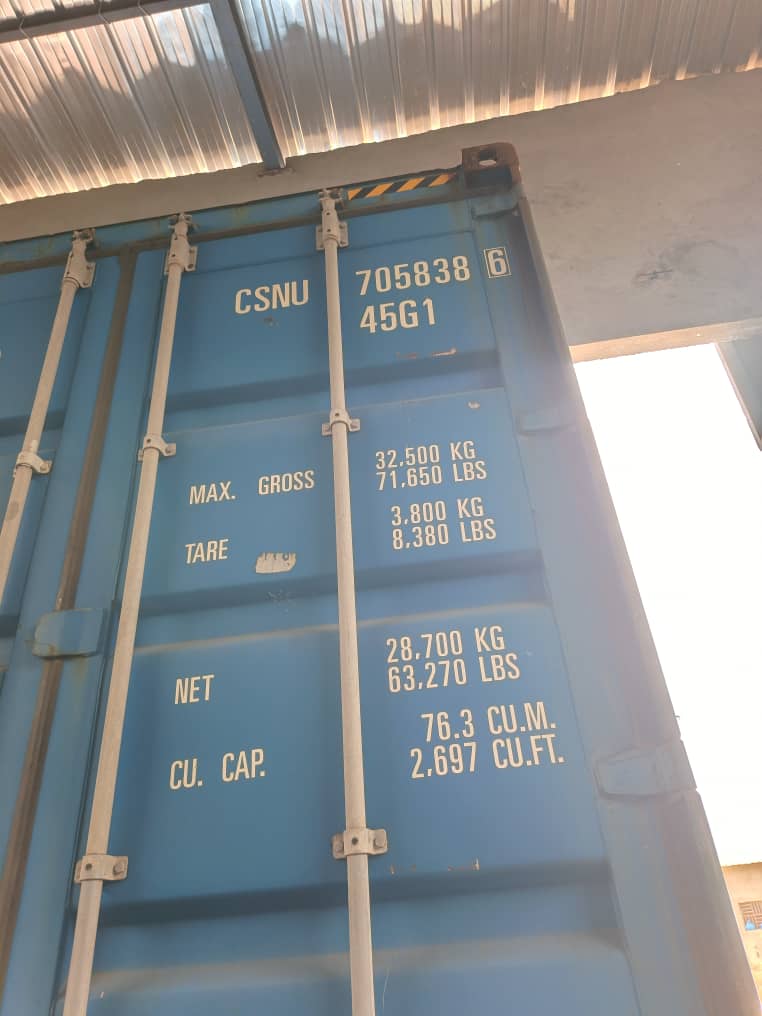 CSNU 705838 6
45G1
MAX. GROSS 32,500 KG
71,650 LBS
TARE 3,800 KG
8,380 LBS
NET 28,700 KG
63,270 LBS
CU. CAP. 76.3 CU.M.
2,697 CU.FT.